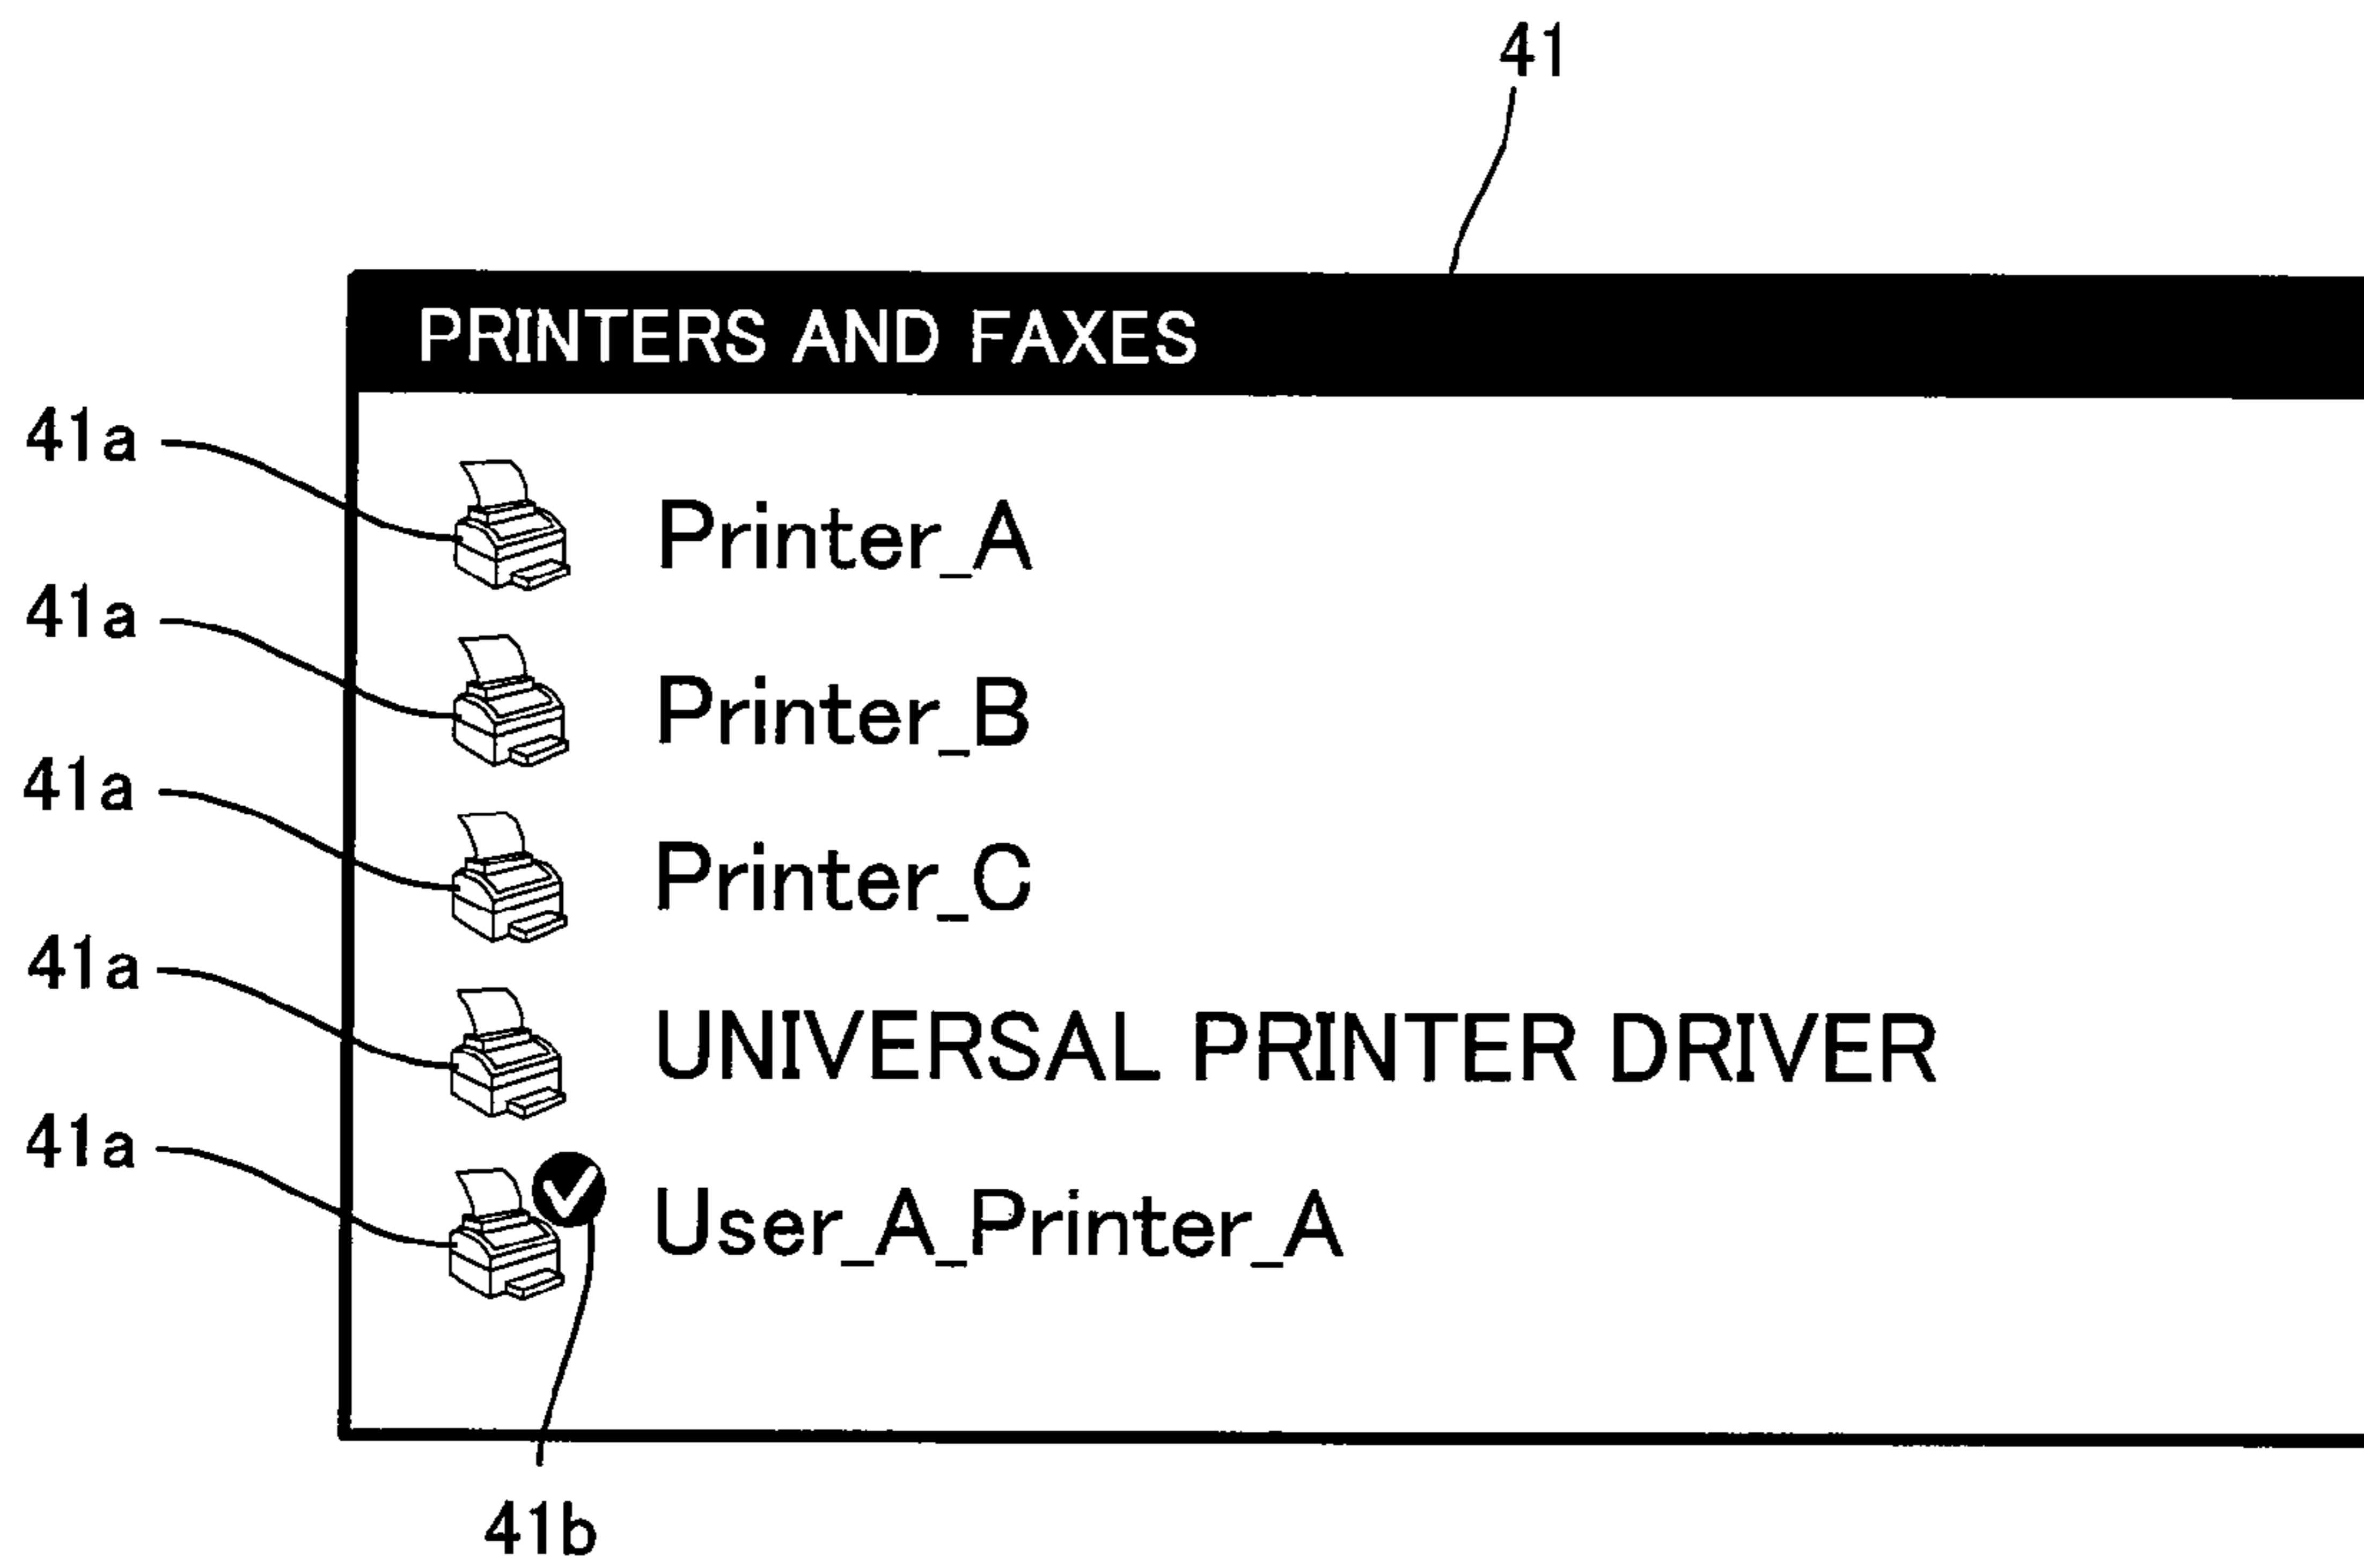 41
PRINTERS AND FAXES
41a
Printer_A
41a
Printer_B
41a
Printer_C
41a
UNIVERSAL PRINTER DRIVER
41a
User_A_Printer_A
41b